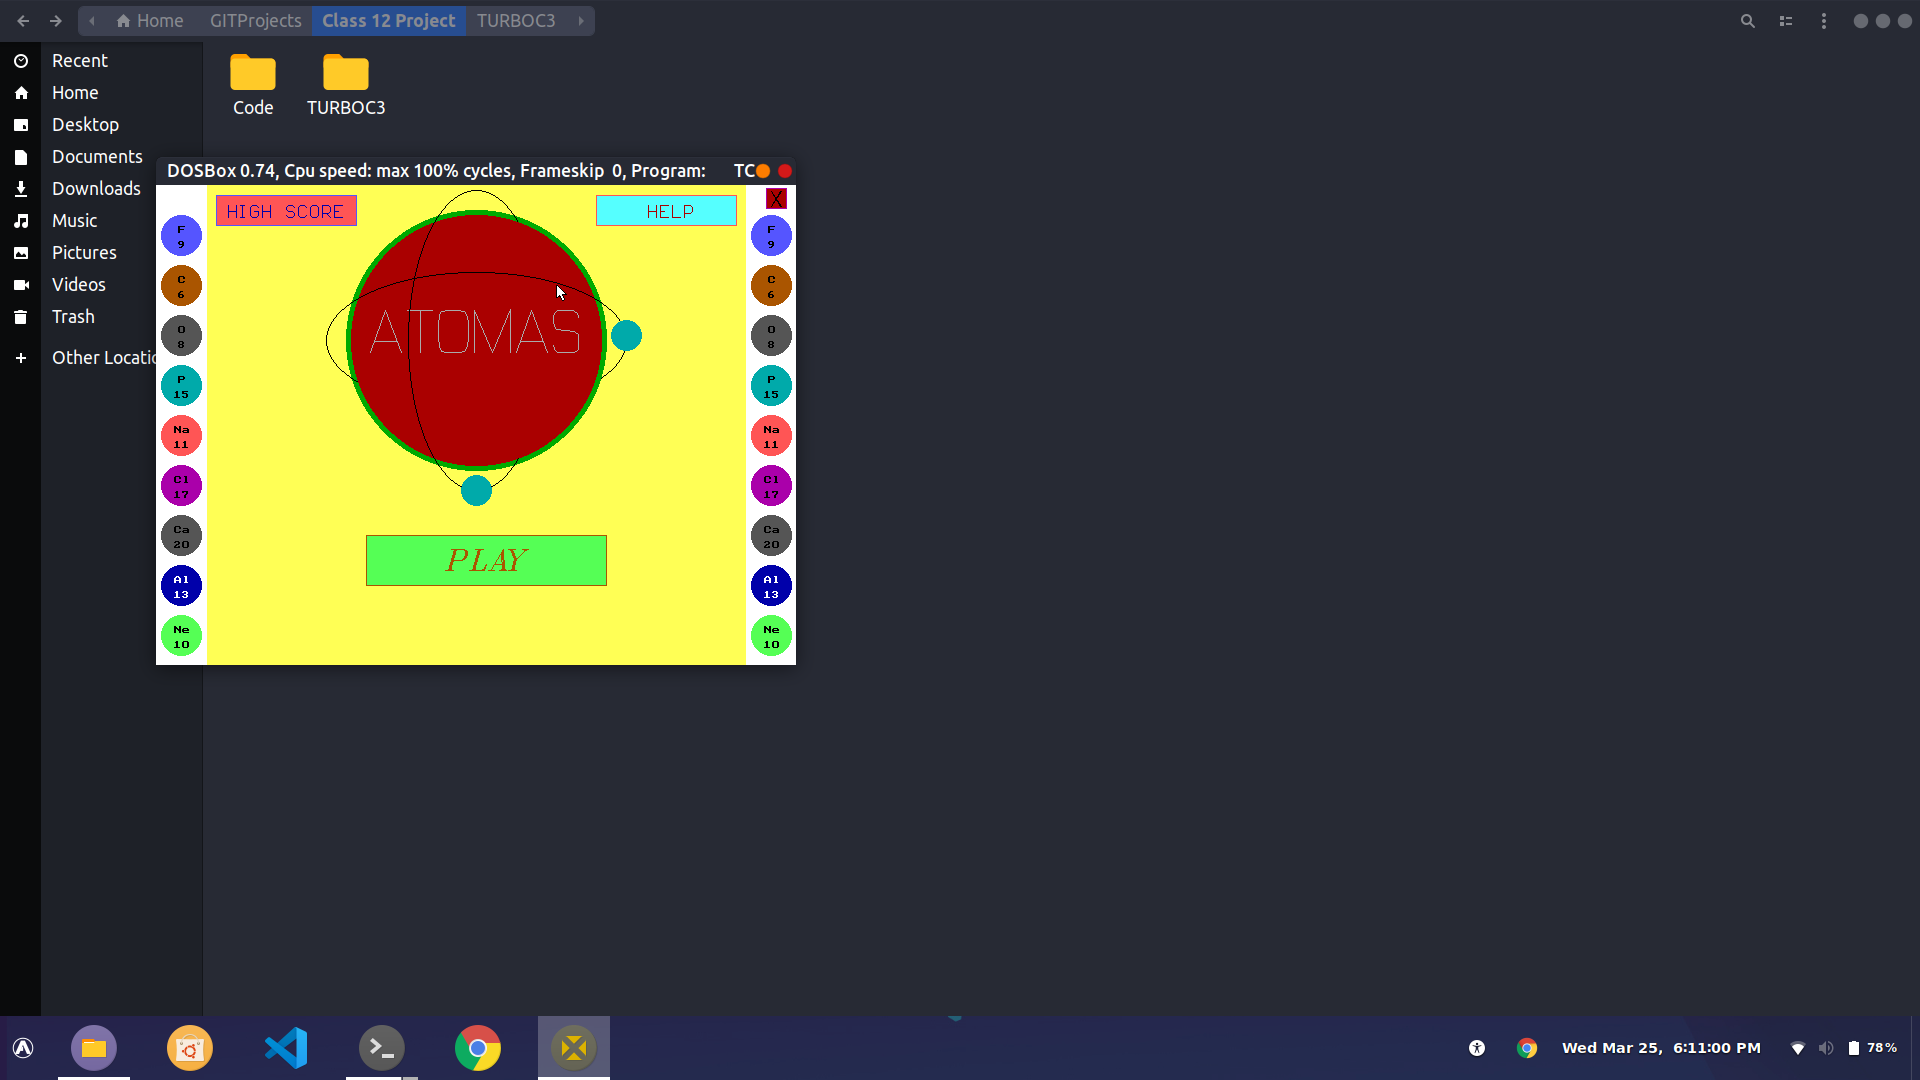 Home GITProjects Class 12 Project TURBOC3
Recent
Home
Desktop
Documents
Downloads
Music
Pictures
Videos
Trash
Other Locatio
Code TURBOC3
DOSBox 0.74, Cpu speed: max 100% cycles, Frameskip 0, Program: TC
HIGH SCORE
HELP
X
F
9
C
6
O
8
P
15
Na
11
Cl
17
Ca
20
Al
13
Ne
10
ATOMAS
PLAY
F
9
C
6
O
8
P
15
Na
11
Cl
17
Ca
20
Al
13
Ne
10
Wed Mar 25, 6:11:00 PM
78%